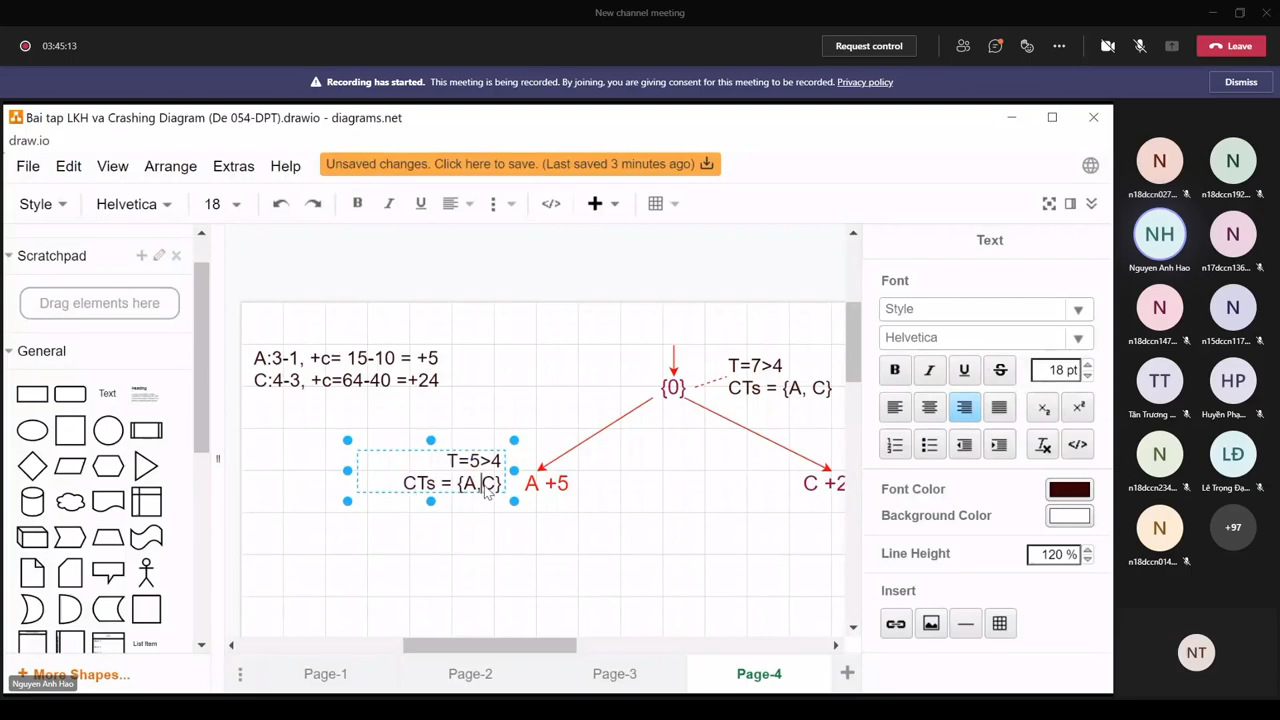 New channel meeting
03:45:13
Request control
Leave
Recording has started. This meeting is being recorded. By joining, you are giving consent for this meeting to be recorded. Privacy policy
Dismiss
Bai tap LKH va Crashing Diagram (De 054-DPT).drawio - diagrams.net
draw.io
File Edit View Arrange Extras Help
Unsaved changes. Click here to save. (Last saved 3 minutes ago)
Style Helvetica 18 B I U </>
Scratchpad
Drag elements here
General
Text
Heading
List Item
More Shapes...
Nguyen Anh Hao
A:3-1, +c= 15-10 = +5
C:4-3, +c=64-40 =+24
{0}
T=7>4
CTs = {A, C}
T=5>4
CTs = {A,C}
A +5
C +2
Page-1 Page-2 Page-3 Page-4
Text
Font
Style
Helvetica
B I U S 18 pt
Font Color
Background Color
Line Height 120 %
Insert
N N
n18dccn027... n18dccn192...
NH N
Nguyen Anh Hao n17dccn136...
N N
n18dccn147... n15dccn117...
TT HP
Tân Trương ... Huyền Phạ...
N L
n18dccn234... Lê Trọng Đạ...
N +97
n18dccn014...
NT